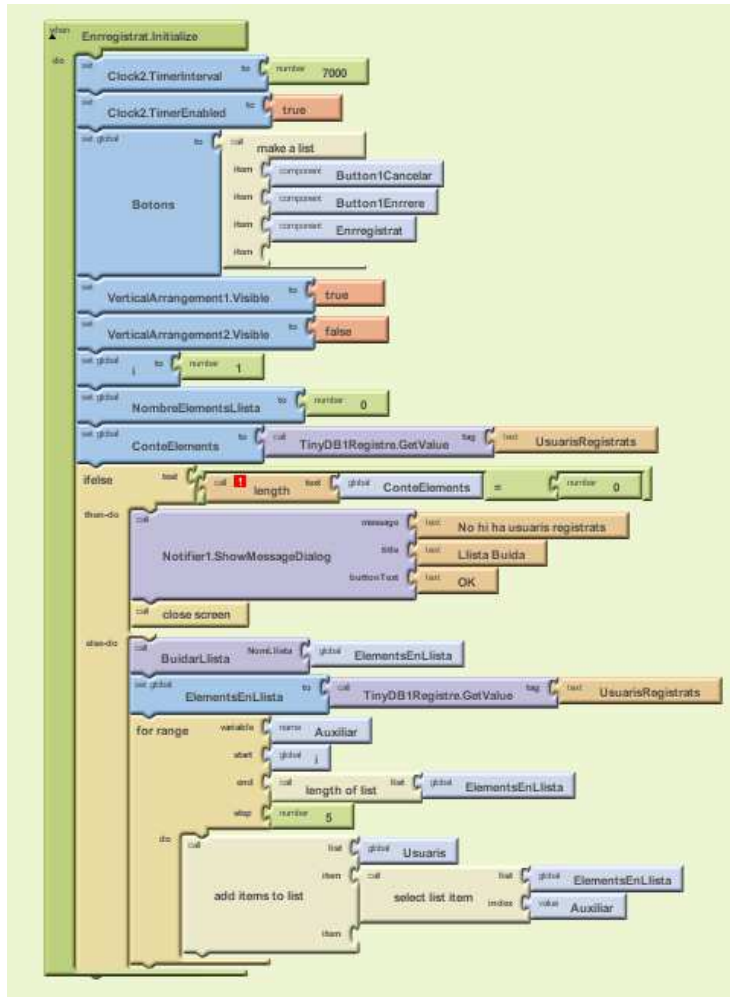 when Enrregistrat.Initialize
do set Clock2.TimerInterval to number 7000
set Clock2.TimerEnabled to true
set global Botons to call make a list
item component Button1Cancelar
item component Button1Enrrere
item component Enrregistrat
item
set VerticalArrangement1.Visible to true
set VerticalArrangement2.Visible to false
set global i to number 1
set global NombreElementsLlista to number 0
set global ConteElements to call TinyDB1Registre.GetValue tag text UsuarisRegistrats
ifelse test call ! length text global ConteElements = number 0
then-do call Notifier1.ShowMessageDialog message text No hi ha usuaris registrats
title text Llista Buida
buttonText text OK
call close screen
else-do call BuidarLlista NomLlista global ElementsEnLlista
set global ElementsEnLlista to call TinyDB1Registre.GetValue tag text UsuarisRegistrats
for range variable name Auxiliar
start global i
end call length of list list global ElementsEnLlista
step number 5
do call add items to list list global Usuaris
item call select list item list global ElementsEnLlista
index value Auxiliar
item